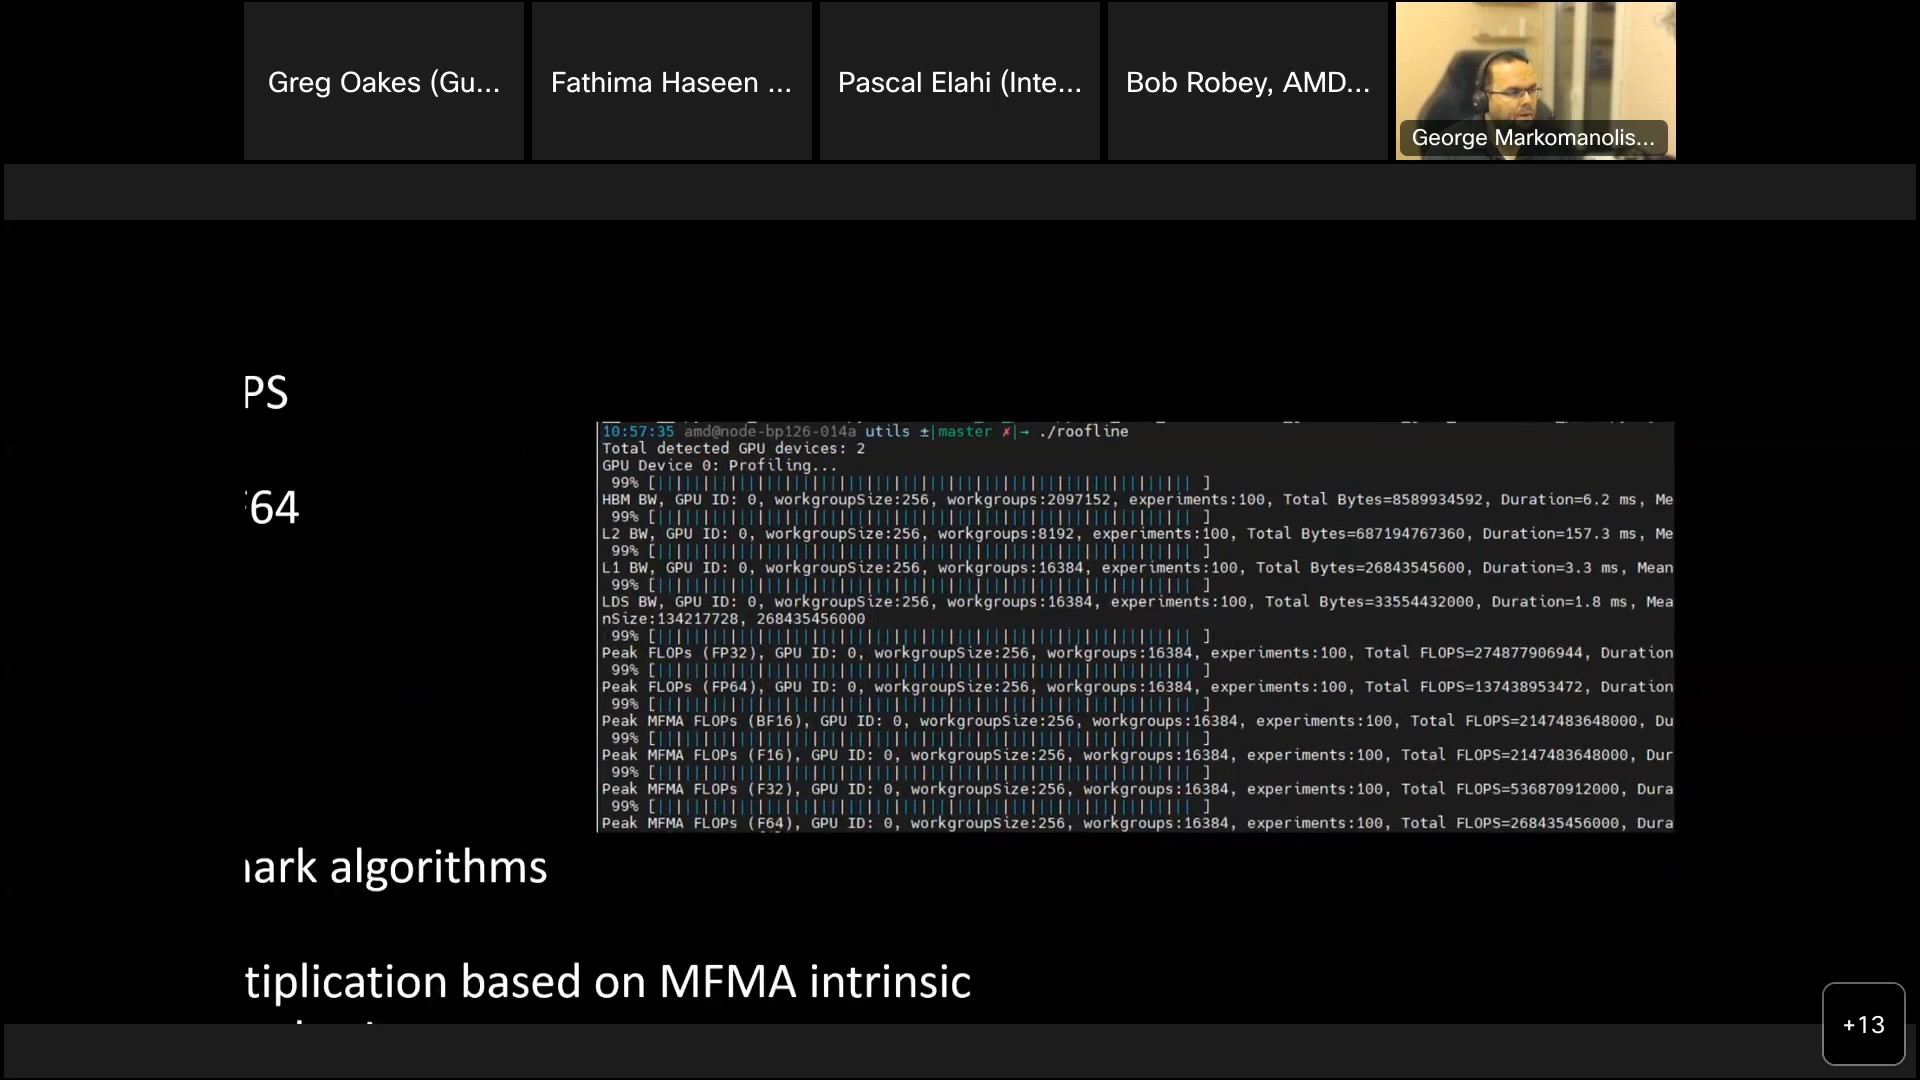 Greg Oakes (Gu...
Fathima Haseen ...
Pascal Elahi (Inte...
Bob Robey, AMD...
George Markomanolis...
PS
64
10:57:35 amd@node-bp126-014a utils ±|master ✗|→ ./roofline
Total detected GPU devices: 2
GPU Device 0: Profiling...
99% [||||||||||||||||||||||||||||||||||||||||||||||||||||||||||| ]
HBM BW, GPU ID: 0, workgroupSize:256, workgroups:2097152, experiments:100, Total Bytes=8589934592, Duration=6.2 ms, Me
99% [||||||||||||||||||||||||||||||||||||||||||||||||||||||||||| ]
L2 BW, GPU ID: 0, workgroupSize:256, workgroups:8192, experiments:100, Total Bytes=687194767360, Duration=157.3 ms, Me
99% [||||||||||||||||||||||||||||||||||||||||||||||||||||||||||| ]
L1 BW, GPU ID: 0, workgroupSize:256, workgroups:16384, experiments:100, Total Bytes=26843545600, Duration=3.3 ms, Mean
99% [||||||||||||||||||||||||||||||||||||||||||||||||||||||||||| ]
LDS BW, GPU ID: 0, workgroupSize:256, workgroups:16384, experiments:100, Total Bytes=33554432000, Duration=1.8 ms, Mea
nSize:134217728, 268435456000
99% [||||||||||||||||||||||||||||||||||||||||||||||||||||||||||| ]
Peak FLOPs (FP32), GPU ID: 0, workgroupSize:256, workgroups:16384, experiments:100, Total FLOPS=274877906944, Duration
99% [||||||||||||||||||||||||||||||||||||||||||||||||||||||||||| ]
Peak FLOPs (FP64), GPU ID: 0, workgroupSize:256, workgroups:16384, experiments:100, Total FLOPS=137438953472, Duration
99% [||||||||||||||||||||||||||||||||||||||||||||||||||||||||||| ]
Peak MFMA FLOPs (BF16), GPU ID: 0, workgroupSize:256, workgroups:16384, experiments:100, Total FLOPS=2147483648000, Du
99% [||||||||||||||||||||||||||||||||||||||||||||||||||||||||||| ]
Peak MFMA FLOPs (F16), GPU ID: 0, workgroupSize:256, workgroups:16384, experiments:100, Total FLOPS=2147483648000, Dur
99% [||||||||||||||||||||||||||||||||||||||||||||||||||||||||||| ]
Peak MFMA FLOPs (F32), GPU ID: 0, workgroupSize:256, workgroups:16384, experiments:100, Total FLOPS=536870912000, Dura
99% [||||||||||||||||||||||||||||||||||||||||||||||||||||||||||| ]
Peak MFMA FLOPs (F64), GPU ID: 0, workgroupSize:256, workgroups:16384, experiments:100, Total FLOPS=268435456000, Dura
ark algorithms
tiplication based on MFMA intrinsic
+13